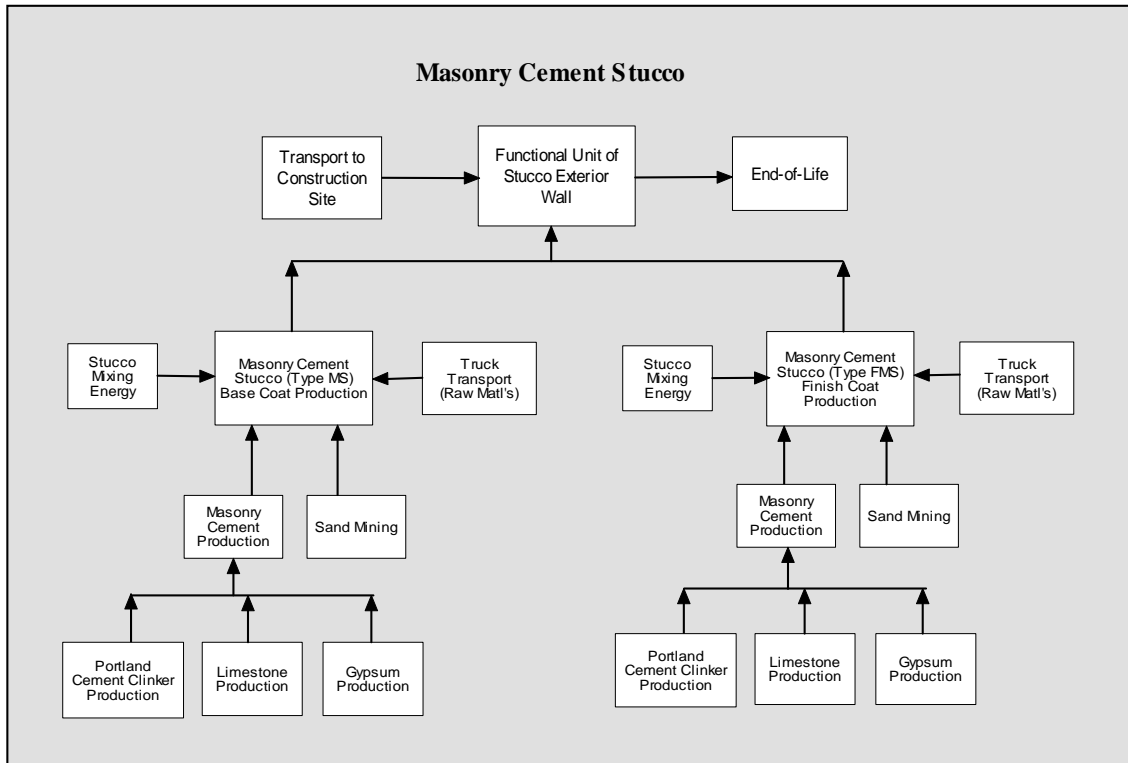 Masonry Cement Stucco
Transport to
Construction
Site
Functional Unit of
Stucco Exterior
Wall
End-of-Life
Stucco
Mixing
Energy
Masonry Cement
Stucco (Type MS)
Base Coat Production
Truck
Transport
(Raw Matl's)
Stucco
Mixing
Energy
Masonry Cement
Stucco (Type FMS)
Finish Coat
Production
Truck
Transport
(Raw Matl's)
Masonry
Cement
Production
Sand Mining
Masonry
Cement
Production
Sand Mining
Portland
Cement Clinker
Production
Limestone
Production
Gypsum
Production
Portland
Cement Clinker
Production
Limestone
Production
Gypsum
Production